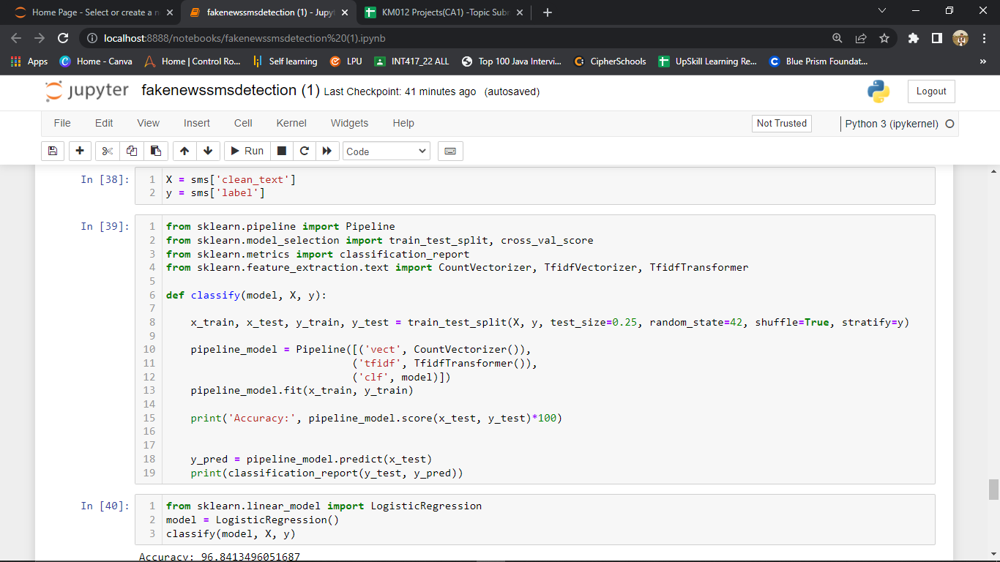 Home Page - Select or create a n
fakenewssmsdetection (1) - Jupyt
KM012 Projects(CA1) -Topic Subm
localhost:8888/notebooks/fakenewssmsdetection%20(1).ipynb
Apps
Home - Canva
Home | Control Ro...
Self learning
LPU
INT417_22 ALL
Top 100 Java Intervi...
CipherSchools
UpSkill Learning Re...
Blue Prism Foundat...
»
jupyter fakenewssmsdetection (1) Last Checkpoint: 41 minutes ago (autosaved)
Logout
File Edit View Insert Cell Kernel Widgets Help
Not Trusted
Python 3 (ipykernel)
Run
Code
In [38]:
1 X = sms['clean_text']
2 y = sms['label']
In [39]:
1 from sklearn.pipeline import Pipeline
2 from sklearn.model_selection import train_test_split, cross_val_score
3 from sklearn.metrics import classification_report
4 from sklearn.feature_extraction.text import CountVectorizer, TfidfVectorizer, TfidfTransformer
5
6 def classify(model, X, y):
7
8     x_train, x_test, y_train, y_test = train_test_split(X, y, test_size=0.25, random_state=42, shuffle=True, stratify=y)
9
10     pipeline_model = Pipeline([('vect', CountVectorizer()),
11                               ('tfidf', TfidfTransformer()),
12                               ('clf', model)])
13     pipeline_model.fit(x_train, y_train)
14
15     print('Accuracy:', pipeline_model.score(x_test, y_test)*100)
16
17
18     y_pred = pipeline_model.predict(x_test)
19     print(classification_report(y_test, y_pred))
In [40]:
1 from sklearn.linear_model import LogisticRegression
2 model = LogisticRegression()
3 classify(model, X, y)
Accuracy: 96.8413496051687